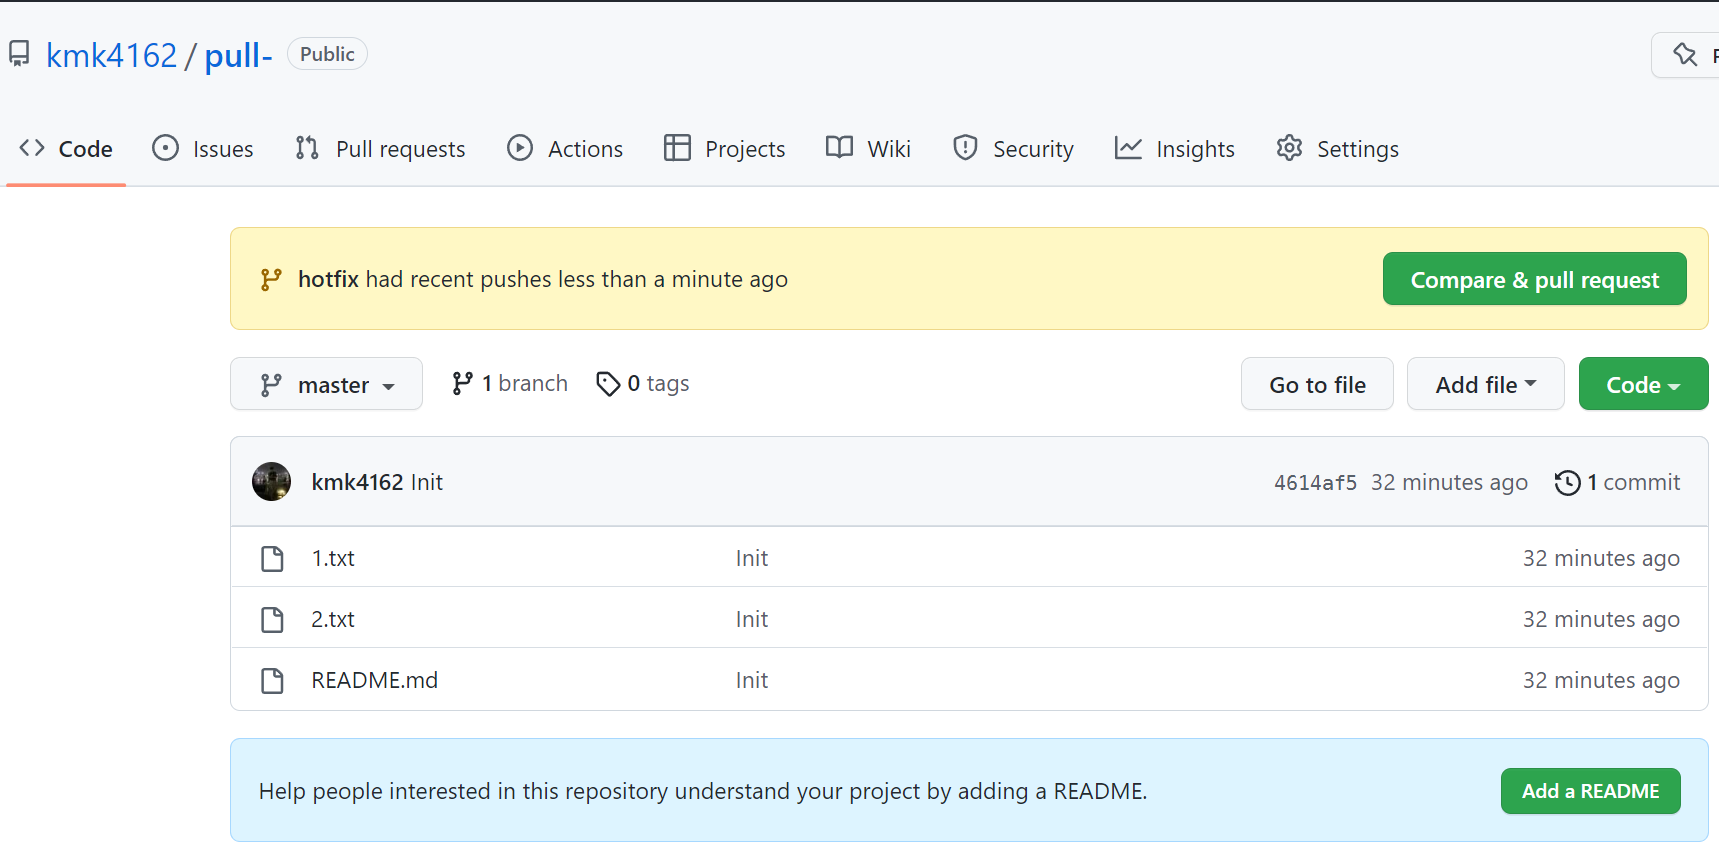 kmk4162 / pull- Public
Code Issues Pull requests Actions Projects Wiki Security Insights Settings
hotfix had recent pushes less than a minute ago Compare & pull request
master 1 branch 0 tags Go to file Add file Code
kmk4162 Init 4614af5 32 minutes ago 1 commit
1.txt Init 32 minutes ago
2.txt Init 32 minutes ago
README.md Init 32 minutes ago
Help people interested in this repository understand your project by adding a README. Add a README